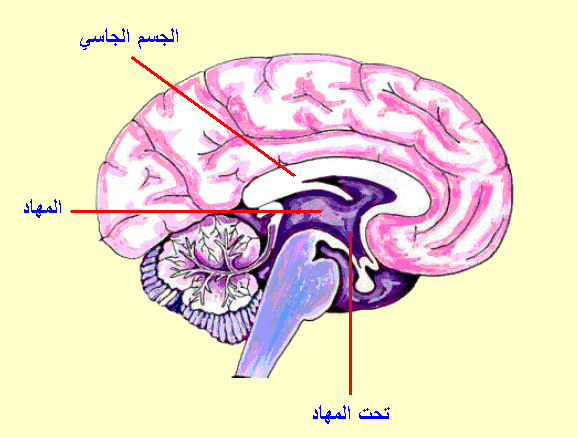 الجسم الجاسي
المهاد
تحت المهاد